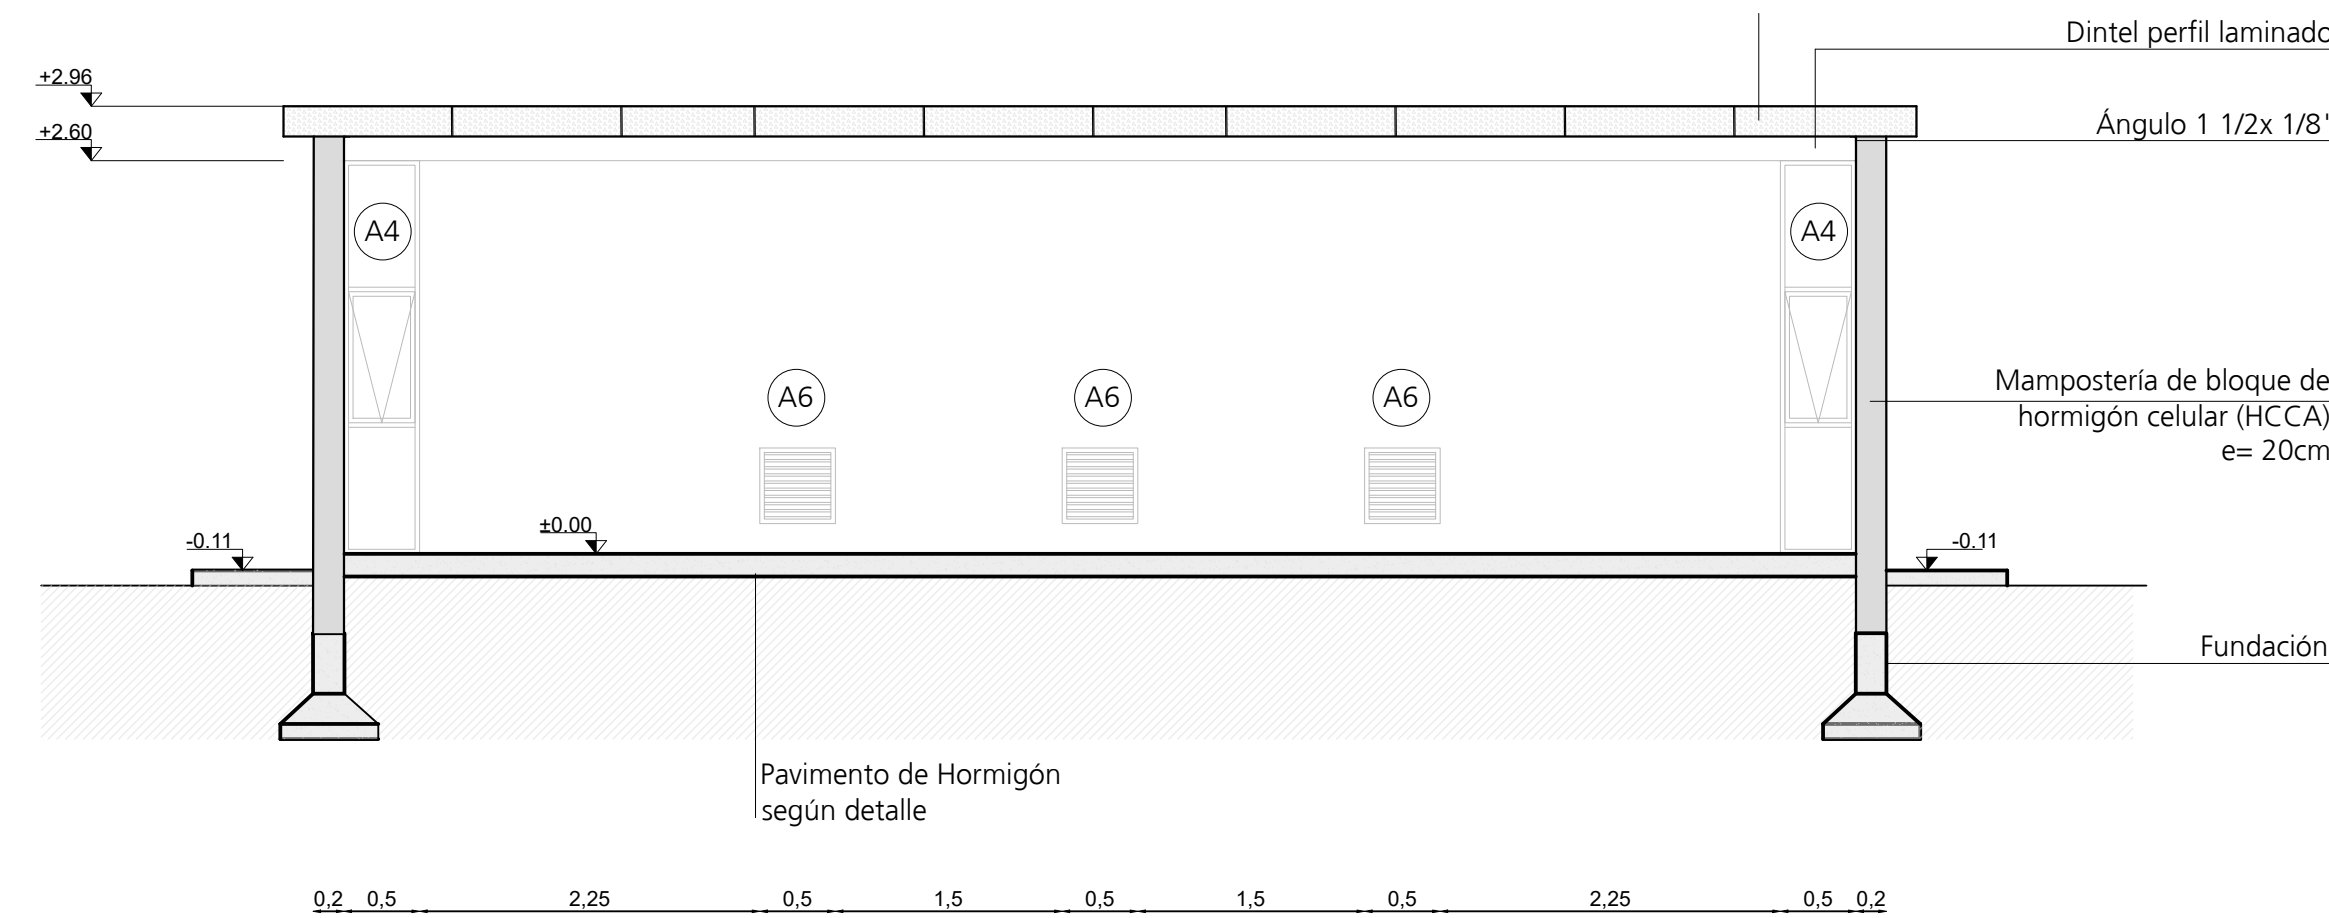 Dintel perfil laminado
+2.96
Ángulo 1 1/2x 1/8"
+2.60
A4
A4
Mampostería de bloque de
hormigón celular (HCCA)
e= 20cm
A6
A6
A6
±0.00
-0.11
-0.11
Fundación
Pavimento de Hormigón
según detalle
0,2 0,5 2,25 0,5 1,5 0,5 1,5 0,5 2,25 0,5 0,2